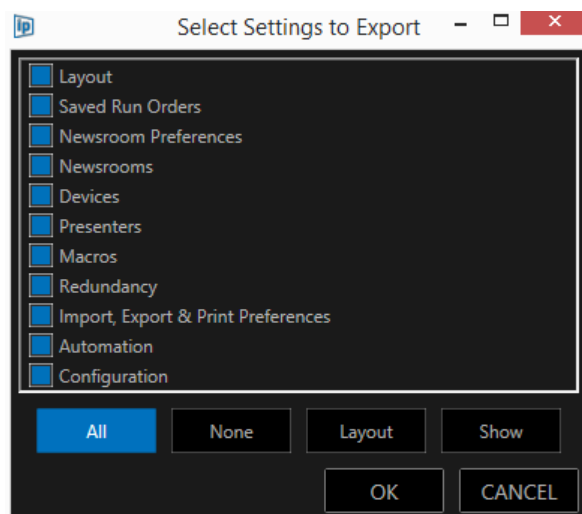 ip Select Settings to Export
Layout
Saved Run Orders
Newsroom Preferences
Newsrooms
Devices
Presenters
Macros
Redundancy
Import, Export & Print Preferences
Automation
Configuration
All None Layout Show
OK CANCEL